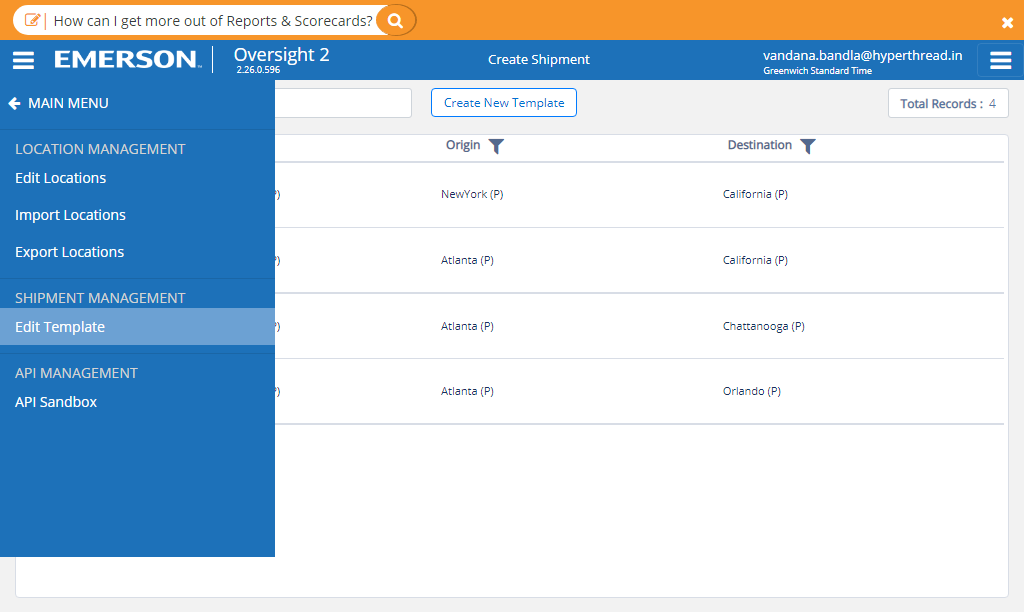 How can I get more out of Reports & Scorecards?
EMERSON
Oversight 2
2.26.0.596
Create Shipment
vandana.bandla@hyperthread.in
Greenwich Standard Time
MAIN MENU
Create New Template
Total Records : 4
LOCATION MANAGEMENT
Edit Locations
Import Locations
Export Locations
SHIPMENT MANAGEMENT
Edit Template
API MANAGEMENT
API Sandbox
Origin Destination
NewYork (P) California (P)
Atlanta (P) California (P)
Atlanta (P) Chattanooga (P)
Atlanta (P) Orlando (P)